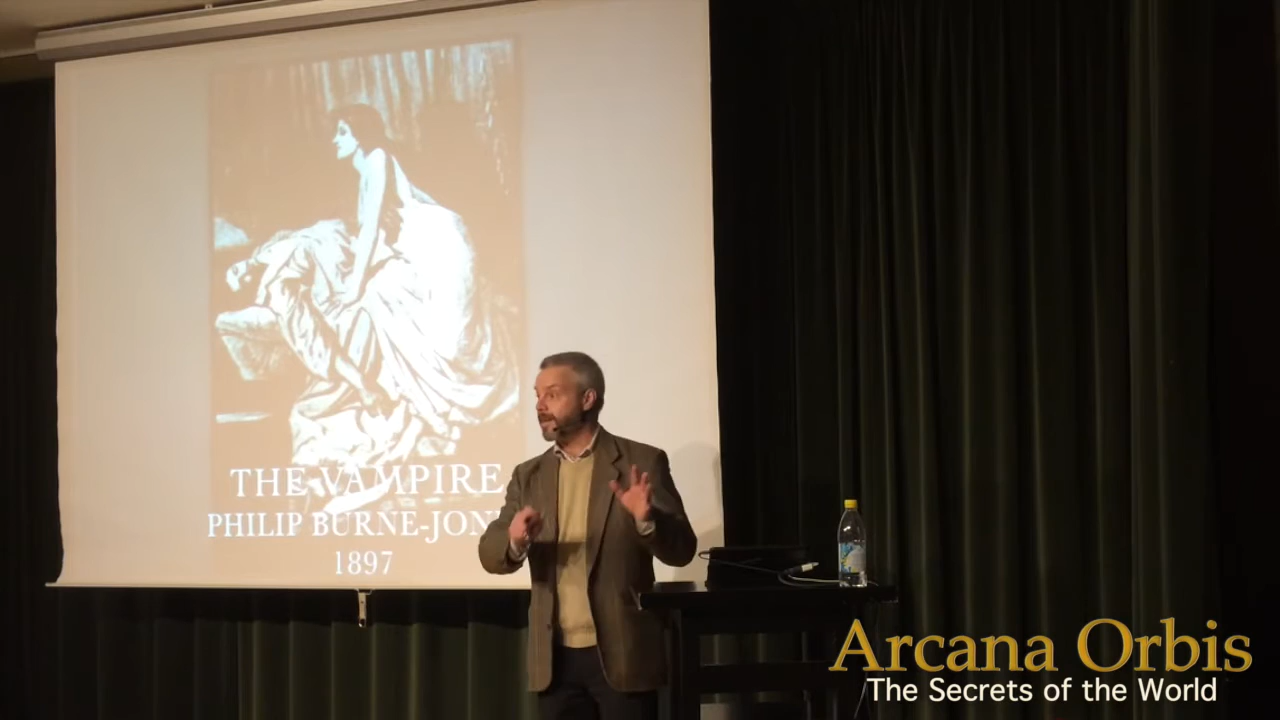 THE VAMPIRE
PHILIP BURNE-JON
1897
Arcana Orbis
The Secrets of the World